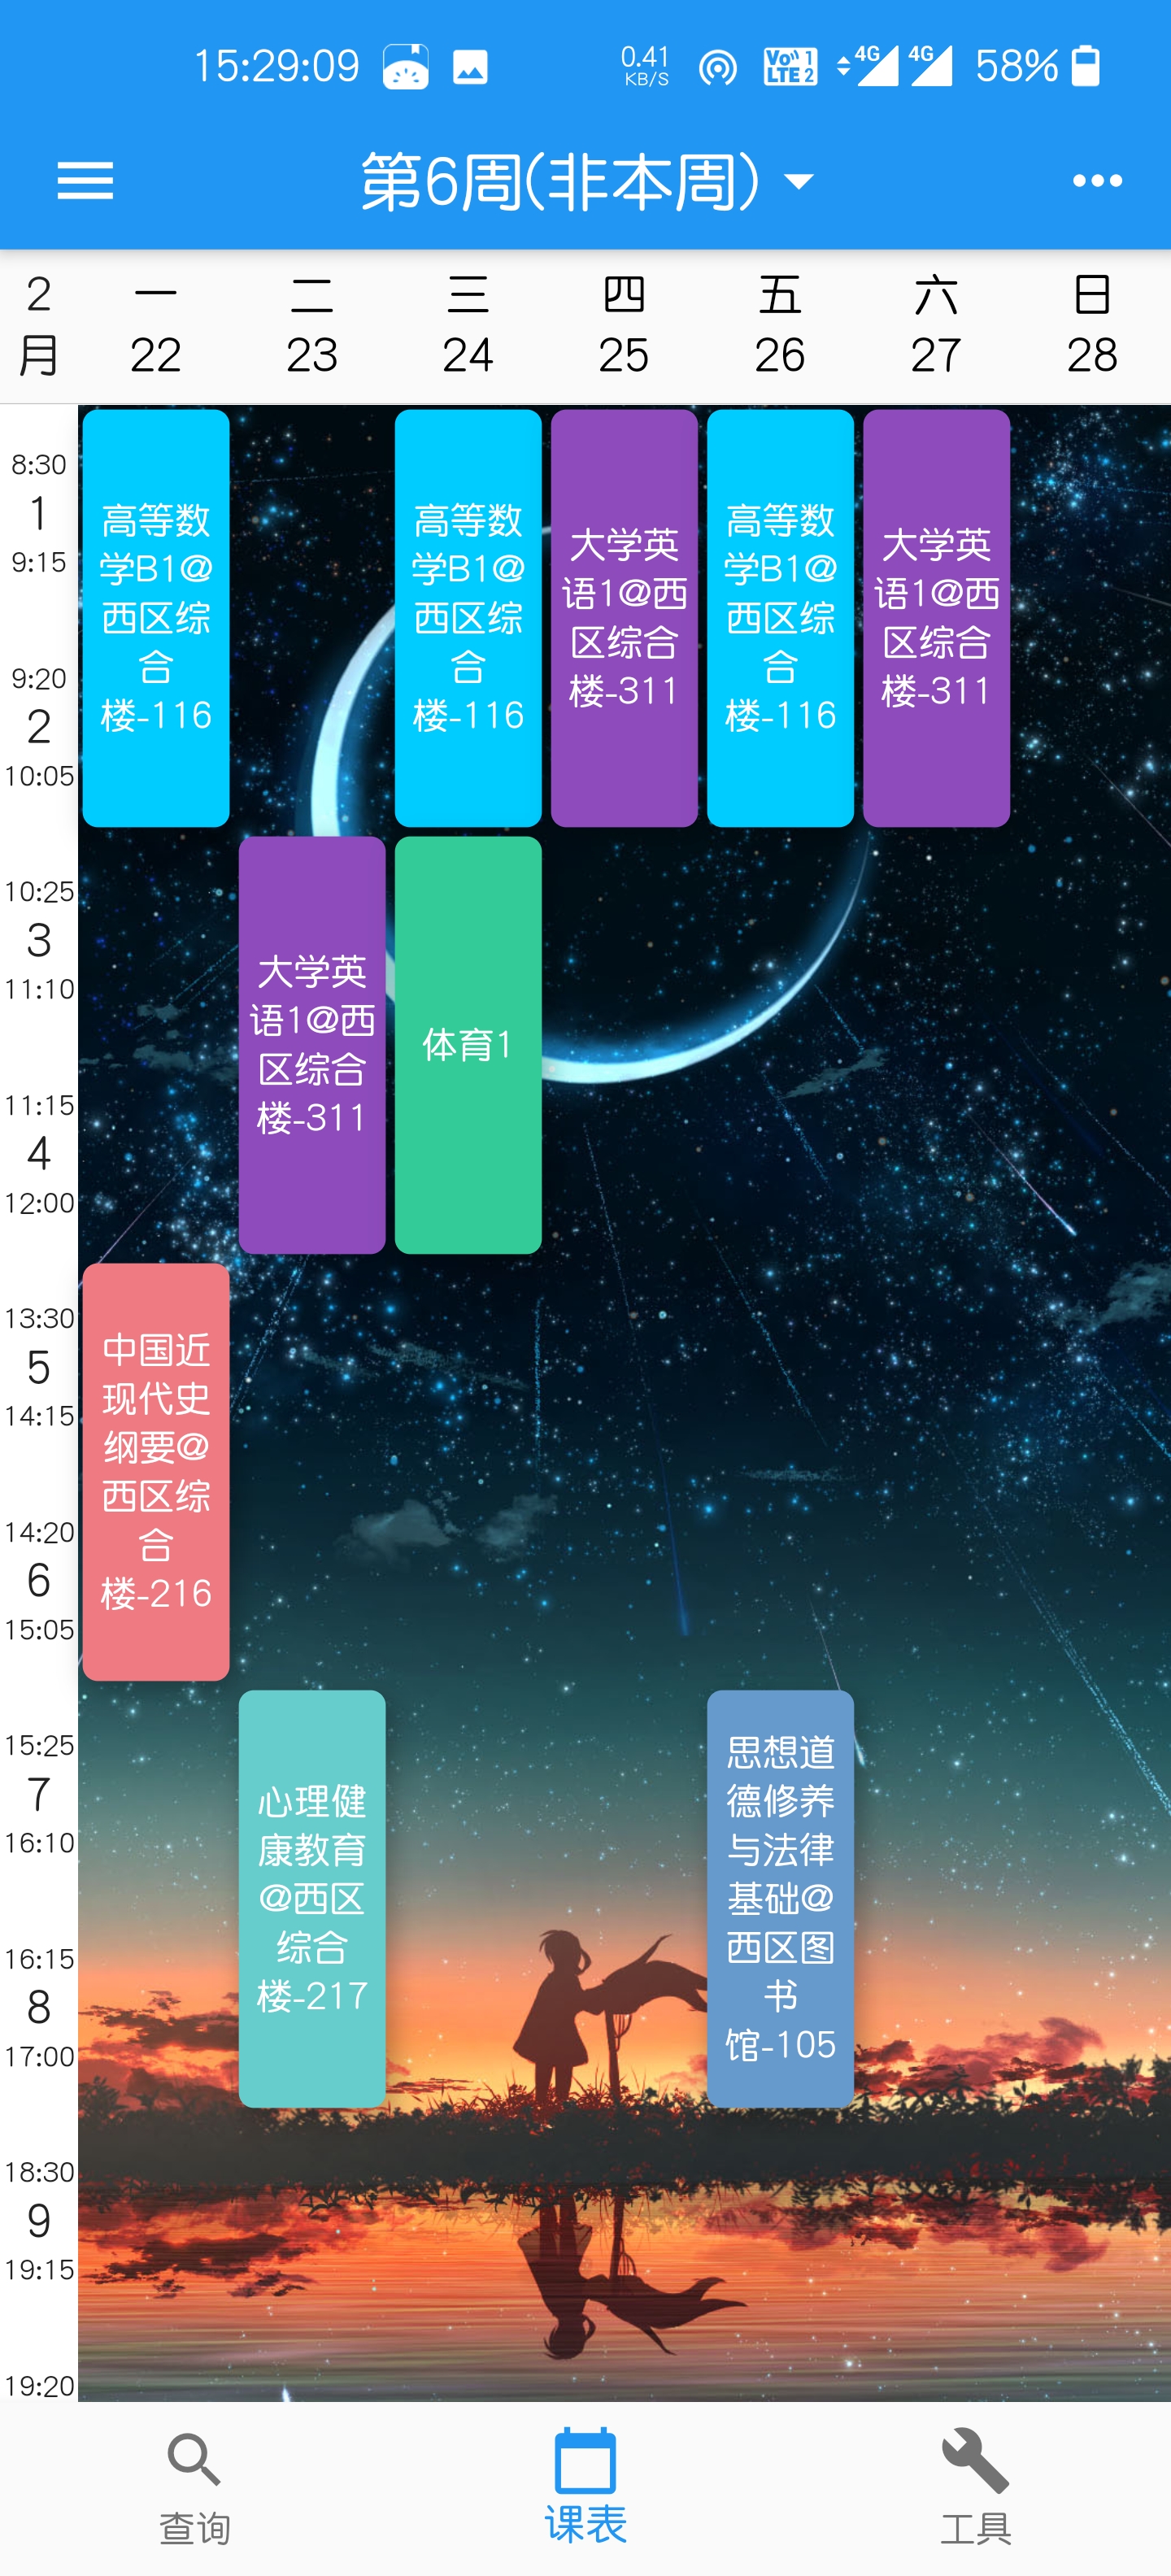 15:29:09 0.41 KB/S VoLTE 1 2 4G 4G 58%
第6周(非本周)
2月
一 二 三 四 五 六 日
22 23 24 25 26 27 28
8:30
1
9:15
9:20
2
10:05
高等数
学B1@
西区综
合
楼-116
高等数
学B1@
西区综
合
楼-116
大学英
语1@西
区综合
楼-311
高等数
学B1@
西区综
合
楼-116
大学英
语1@西
区综合
楼-311
10:25
3
11:10
11:15
4
12:00
大学英
语1@西
区综合
楼-311
体育1
13:30
5
14:15
14:20
6
15:05
中国近
现代史
纲要@
西区综
合
楼-216
15:25
7
16:10
16:15
8
17:00
心理健
康教育
@西区
综合
楼-217
思想道
德修养
与法律
基础@
西区图
书
馆-105
18:30
9
19:15
19:20
查询 课表 工具